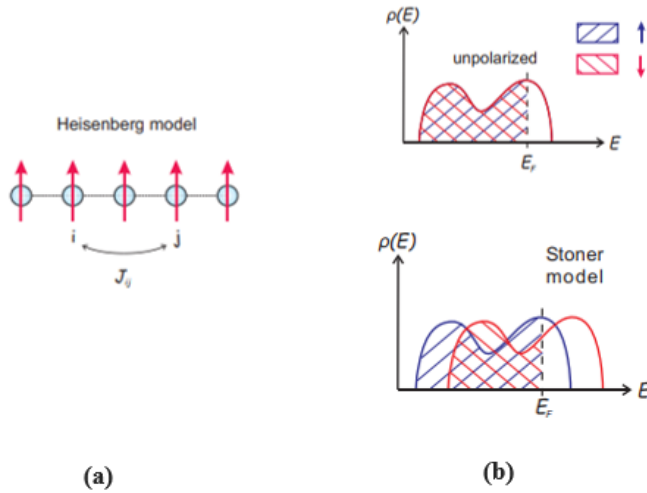 Heisenberg model
i
j
J_ij
(a)
ρ(E)
unpolarized
E_F
E
ρ(E)
Stoner
model
E_F
E
(b)